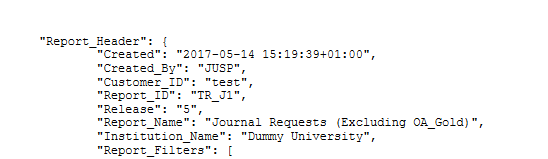 "Report_Header": {
"Created": "2017-05-14 15:19:39+01:00",
"Created_By": "JUSP",
"Customer_ID": "test",
"Report_ID": "TR_J1",
"Release": "5",
"Report_Name": "Journal Requests (Excluding OA_Gold)",
"Institution_Name": "Dummy University",
"Report_Filters": [